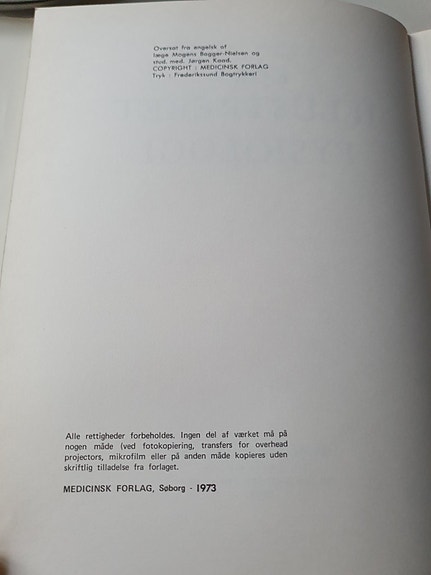 Oversat fra engelsk af
læge Mogens Bagger-Nielsen og
stud. med. Jørgen Kaad.
COPYRIGHT : MEDICINSK FORLAG
Tryk : Frederikssund Bogtrykkeri
Alle rettigheder forbeholdes. Ingen del af værket må på
nogen måde (ved fotokopiering, transfers for overhead
projectors, mikrofilm eller på anden måde kopieres uden
skriftlig tilladelse fra forlaget.
MEDICINSK FORLAG, Søborg - 1973